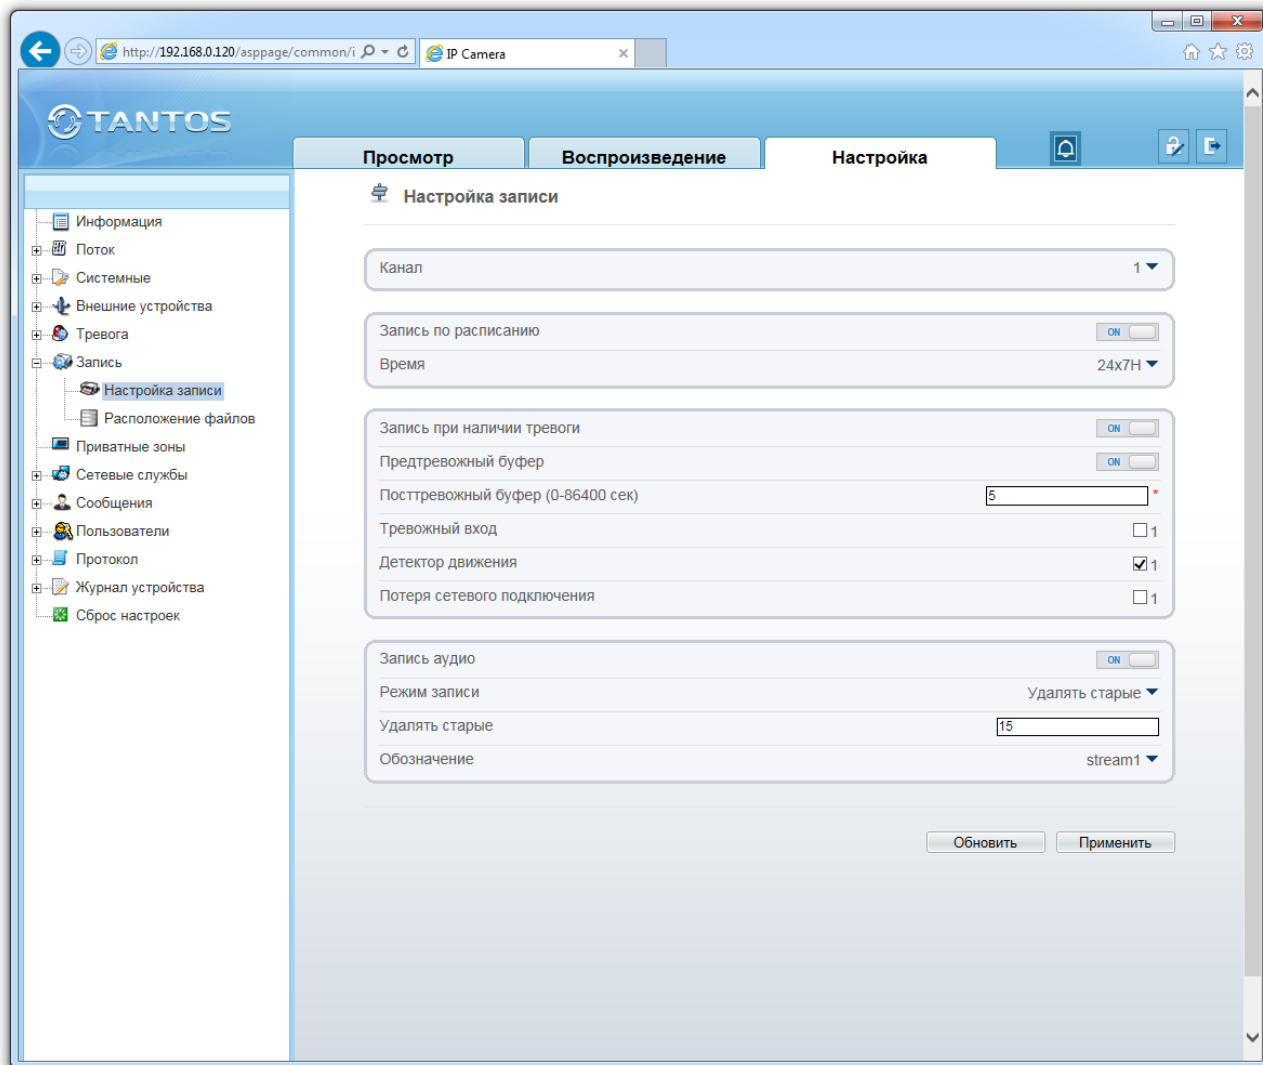 http://192.168.0.120/asppage/common/i
IP Camera
TANTOS
Просмотр
Воспроизведение
Настройка
Информация
Поток
Системные
Внешние устройства
Тревога
Запись
Настройка записи
Расположение файлов
Приватные зоны
Сетевые службы
Сообщения
Пользователи
Протокол
Журнал устройства
Сброс настроек
Настройка записи
Канал 1
Запись по расписанию ON
Время 24x7H
Запись при наличии тревоги ON
Предтревожный буфер ON
Посттревожный буфер (0-86400 сек) 5 *
Тревожный вход 1
Детектор движения 1
Потеря сетевого подключения 1
Запись аудио ON
Режим записи Удалять старые
Удалять старые 15
Обозначение stream1
Обновить Применить